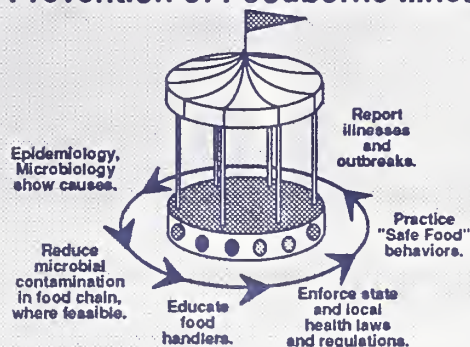 Report
illnesses
and
outbreaks.
Epidemiology,
Microbiology
show causes.
Practice
"Safe Food"
behaviors.
Reduce
microbial
contamination
in food chain,
where feasible.
Educate
food
handlers.
Enforce state
and local
health laws
and regulations.